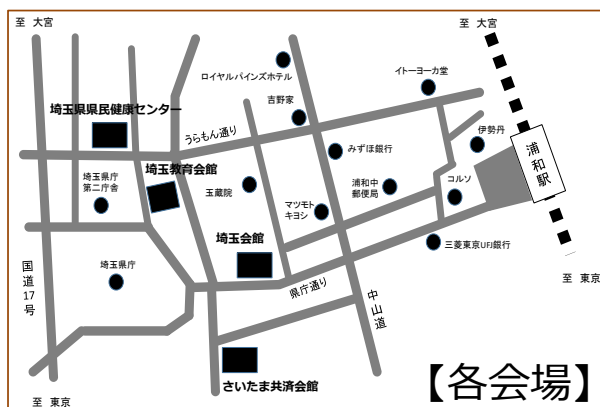 至 大宮
至 大宮
ロイヤルパインズホテル
イトーヨーカ堂
吉野家
埼玉県県民健康センター
うらもん通り
伊勢丹
みずほ銀行
浦和駅
埼玉教育会館
埼玉県庁
第二庁舎
玉蔵院
浦和中
郵便局
コルソ
マツモト
キヨシ
埼玉会館
三菱東京UFJ銀行
国道17号
埼玉県庁
県庁通り
中山道
至 東京
さいたま共済会館
【各会場】
至 東京